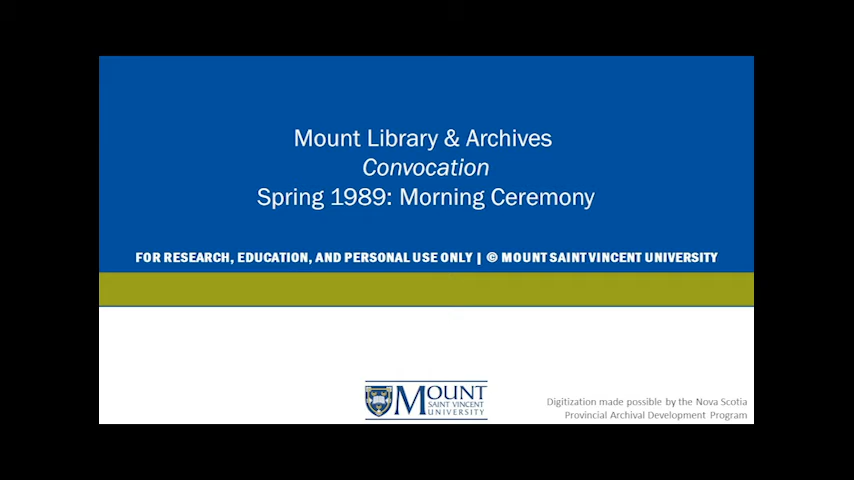 Mount Library & Archives
Convocation
Spring 1989: Morning Ceremony
FOR RESEARCH, EDUCATION, AND PERSONAL USE ONLY | © MOUNT SAINT VINCENT UNIVERSITY
MOUNT
SAINT VINCENT
UNIVERSITY
Digitization made possible by the Nova Scotia
Provincial Archival Development Program